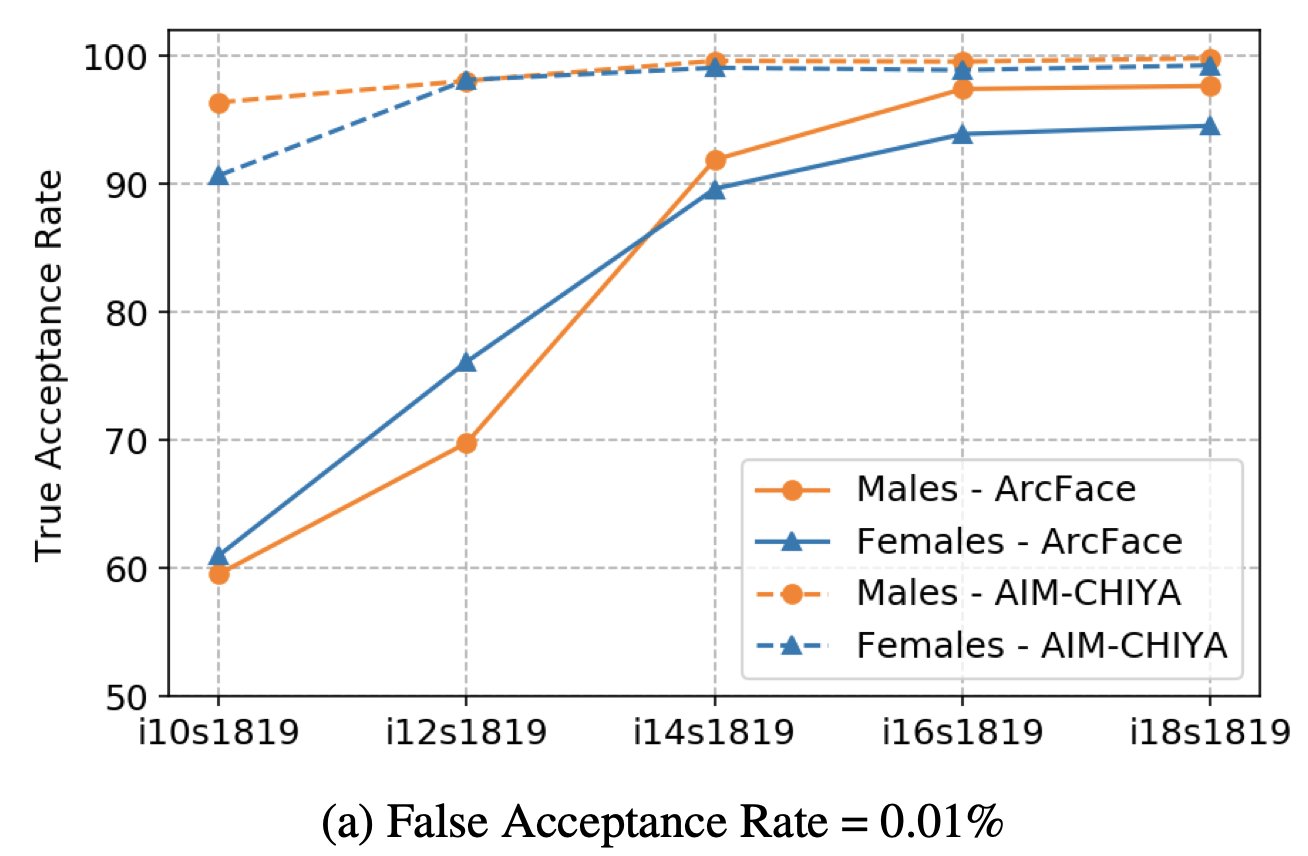 100
90
80
70
60
50
True Acceptance Rate
Males - ArcFace
Females - ArcFace
Males - AIM-CHIYA
Females - AIM-CHIYA
i10s1819 i12s1819 i14s1819 i16s1819 i18s1819
(a) False Acceptance Rate = 0.01%